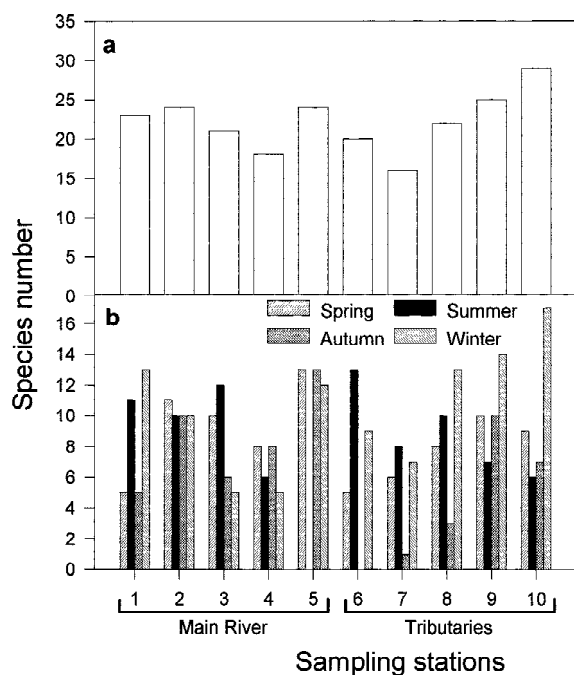 35
a
30
25
20
15
10
5
0
Species number
b
Spring
Summer
Autumn
Winter
16
14
12
10
8
6
4
2
0
1 2 3 4 5 6 7 8 9 10
Main River
Tributaries
Sampling stations